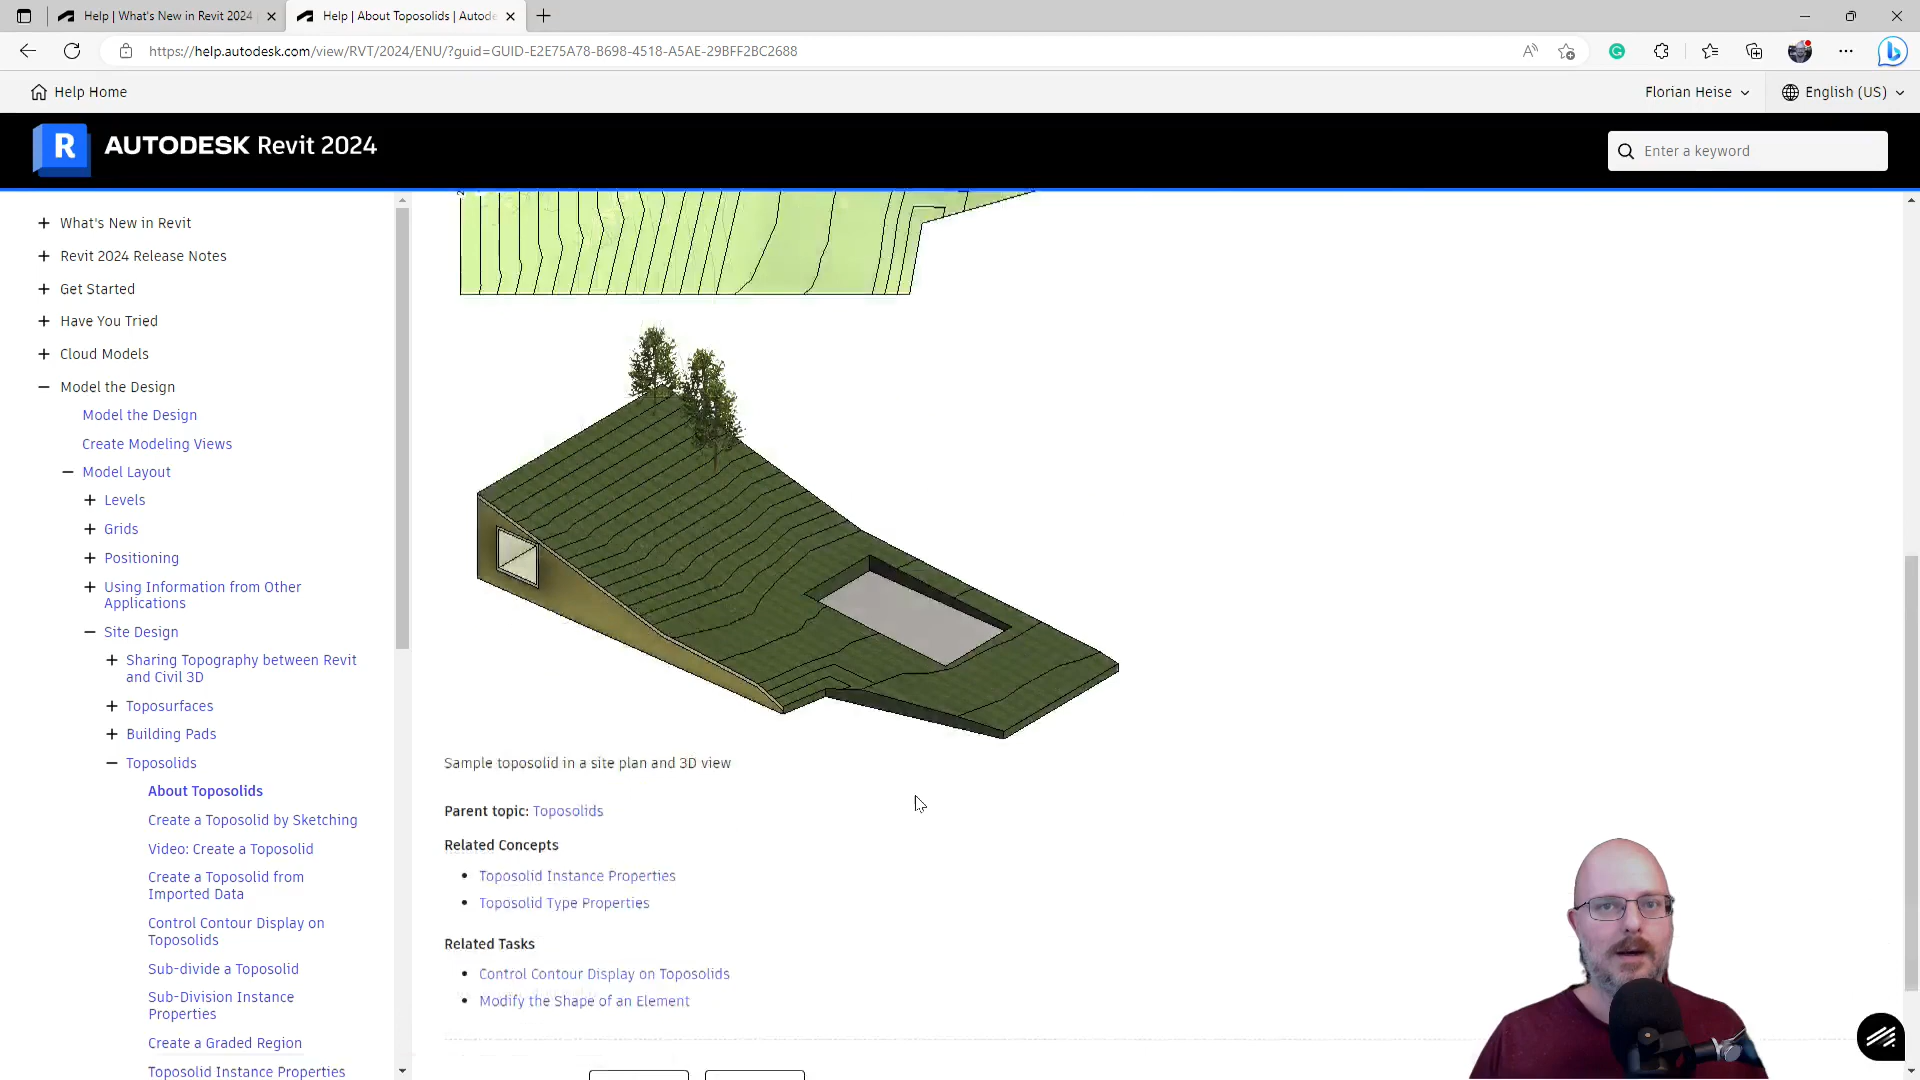 Help | What's New in Revit 2024
Help | About Toposolids | Autode
https://help.autodesk.com/view/RVT/2024/ENU/?guid=GUID-E2E75A78-B698-4518-A5AE-29BFF2BC2688
Help Home
Florian Heise
English (US)
R
AUTODESK Revit 2024
Enter a keyword
What's New in Revit
Revit 2024 Release Notes
Get Started
Have You Tried
Cloud Models
Model the Design
Model the Design
Create Modeling Views
Model Layout
Levels
Grids
Positioning
Using Information from Other
Applications
Site Design
Sharing Topography between Revit
and Civil 3D
Toposurfaces
Building Pads
Toposolids
About Toposolids
Create a Toposolid by Sketching
Video: Create a Toposolid
Create a Toposolid from
Imported Data
Control Contour Display on
Toposolids
Sub-divide a Toposolid
Sub-Division Instance
Properties
Create a Graded Region
Toposolid Instance Properties
Sample toposolid in a site plan and 3D view
Parent topic: Toposolids
Related Concepts
• Toposolid Instance Properties
• Toposolid Type Properties
Related Tasks
• Control Contour Display on Toposolids
• Modify the Shape of an Element